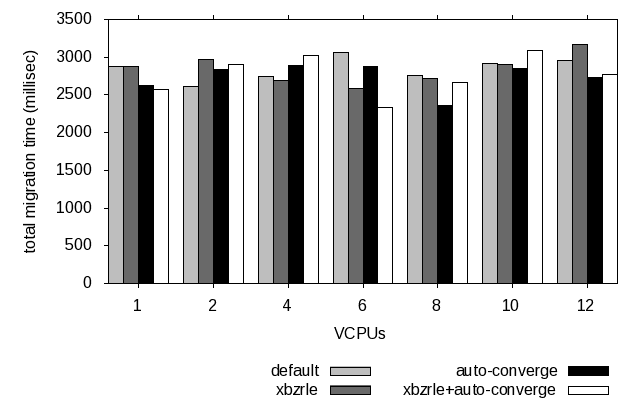 total migration time (millisec)
3500
3000
2500
2000
1500
1000
500
0
1 2 4 6 8 10 12
VCPUs
default auto-converge
xbzrle xbzrle+auto-converge